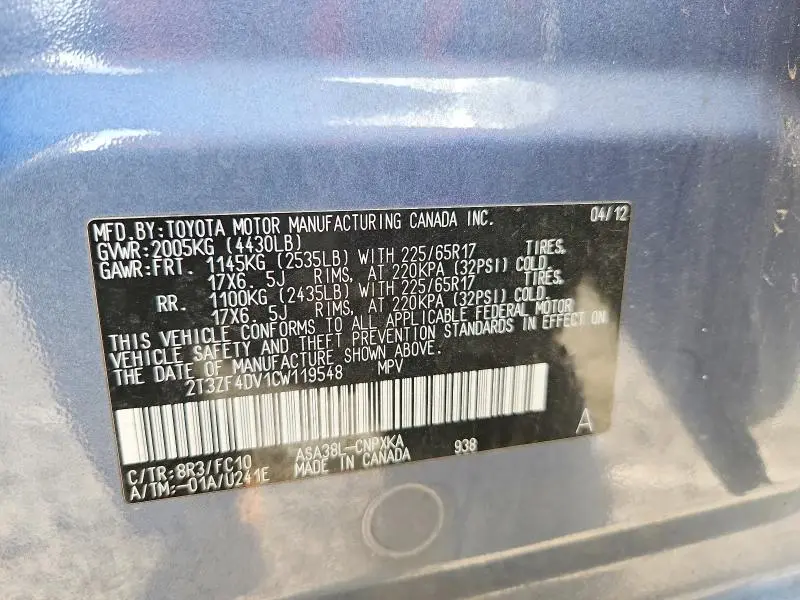 MFD. BY: TOYOTA MOTOR MANUFACTURING CANADA INC. 04/12
GVWR: 2005KG (4430LB)
GAWR: FRT. 1145KG (2535LB) WITH 225/65R17 TIRES.
17X6. 5J RIMS, AT 220KPA (32PSI) COLD.
RR. 1100KG (2435LB) WITH 225/65R17 TIRES.
17X6. 5J RIMS, AT 220KPA (32PSI) COLD.
THIS VEHICLE CONFORMS TO ALL APPLICABLE FEDERAL MOTOR
VEHICLE SAFETY AND THEFT PREVENTION STANDARDS IN EFFECT ON
THE DATE OF MANUFACTURE SHOWN ABOVE.
2T3ZF4DV1CW119548 MPV
A
C/TR: 8R3/FC10 ASA38L-CNPXKA 938
A/TM: -01A/U241E MADE IN CANADA